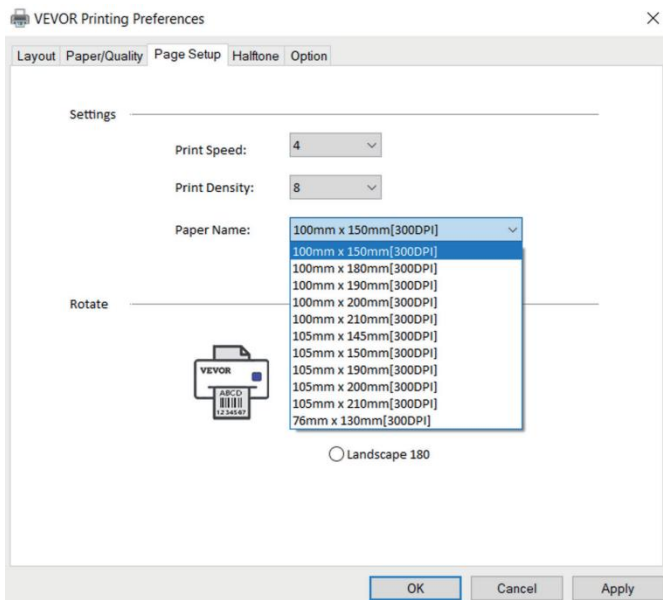 VEVOR Printing Preferences
Layout Paper/Quality Page Setup Halftone Option
Settings
Print Speed: 4
Print Density: 8
Paper Name: 100mm x 150mm[300DPI]
100mm x 150mm[300DPI]
100mm x 180mm[300DPI]
100mm x 190mm[300DPI]
100mm x 200mm[300DPI]
100mm x 210mm[300DPI]
105mm x 145mm[300DPI]
105mm x 150mm[300DPI]
105mm x 190mm[300DPI]
105mm x 200mm[300DPI]
105mm x 210mm[300DPI]
76mm x 130mm[300DPI]
Rotate
VEVOR
ABCD
1234567
Landscape 180
OK Cancel Apply